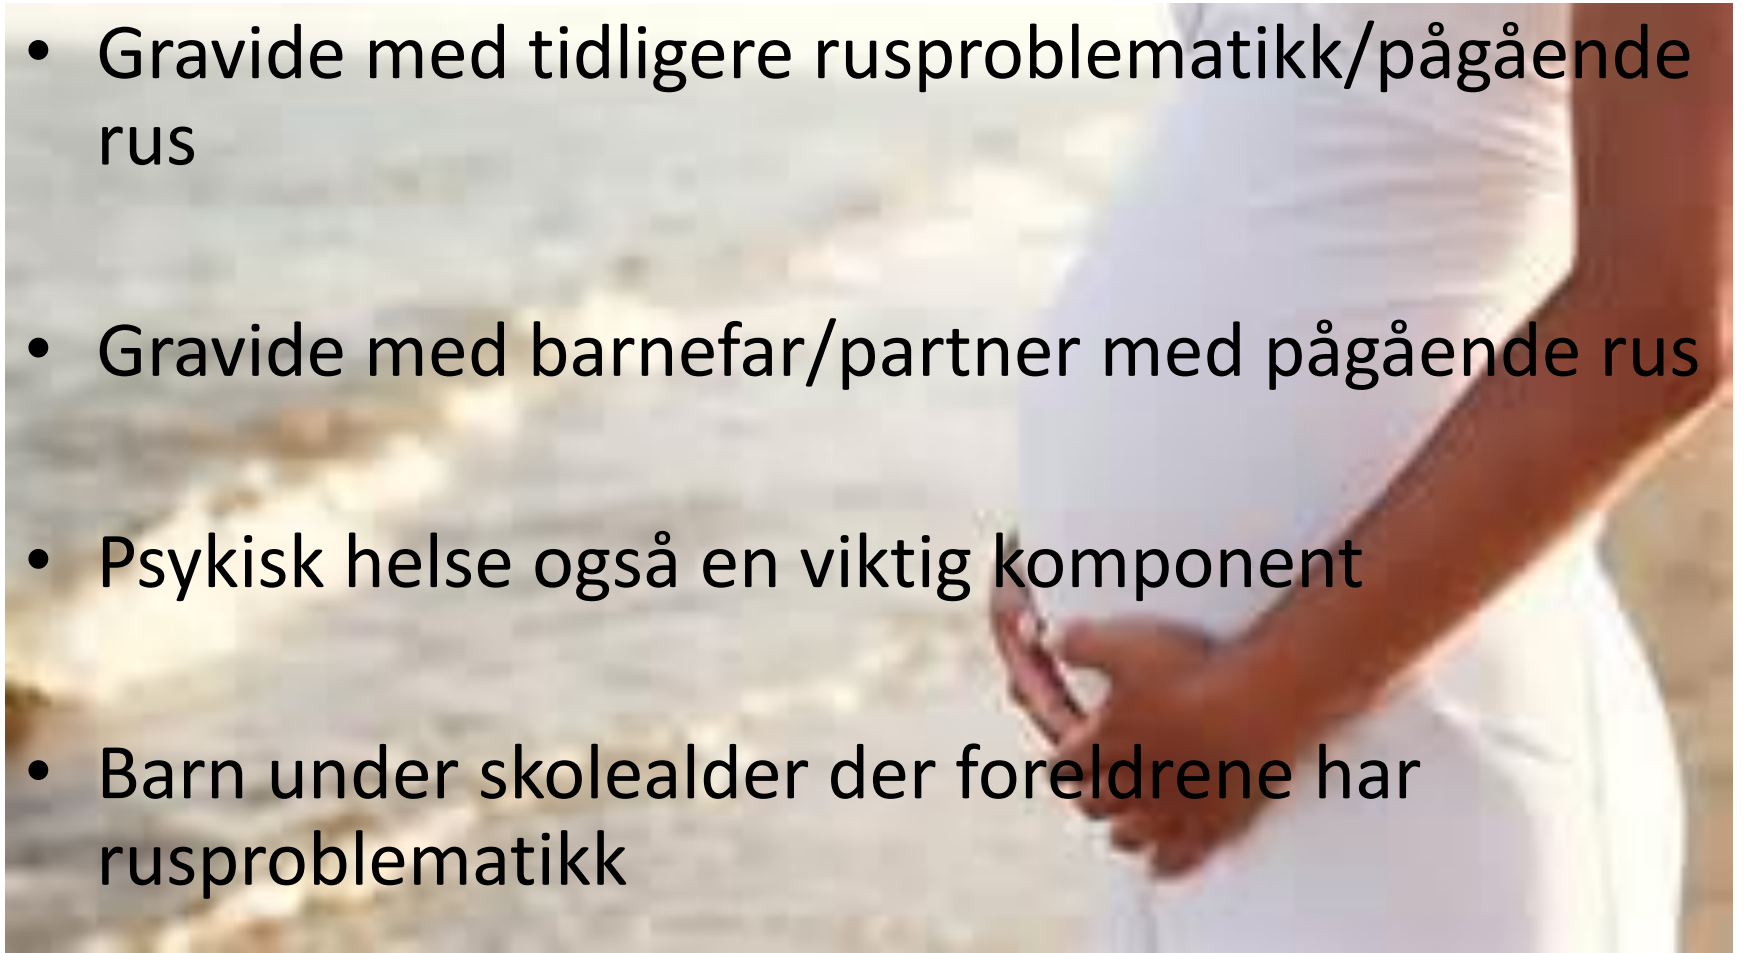 • Gravide med tidligere rusproblematikk/pågående
rus
• Gravide med barnefar/partner med pågående rus
• Psykisk helse også en viktig komponent
• Barn under skolealder der foreldrene har
rusproblematikk